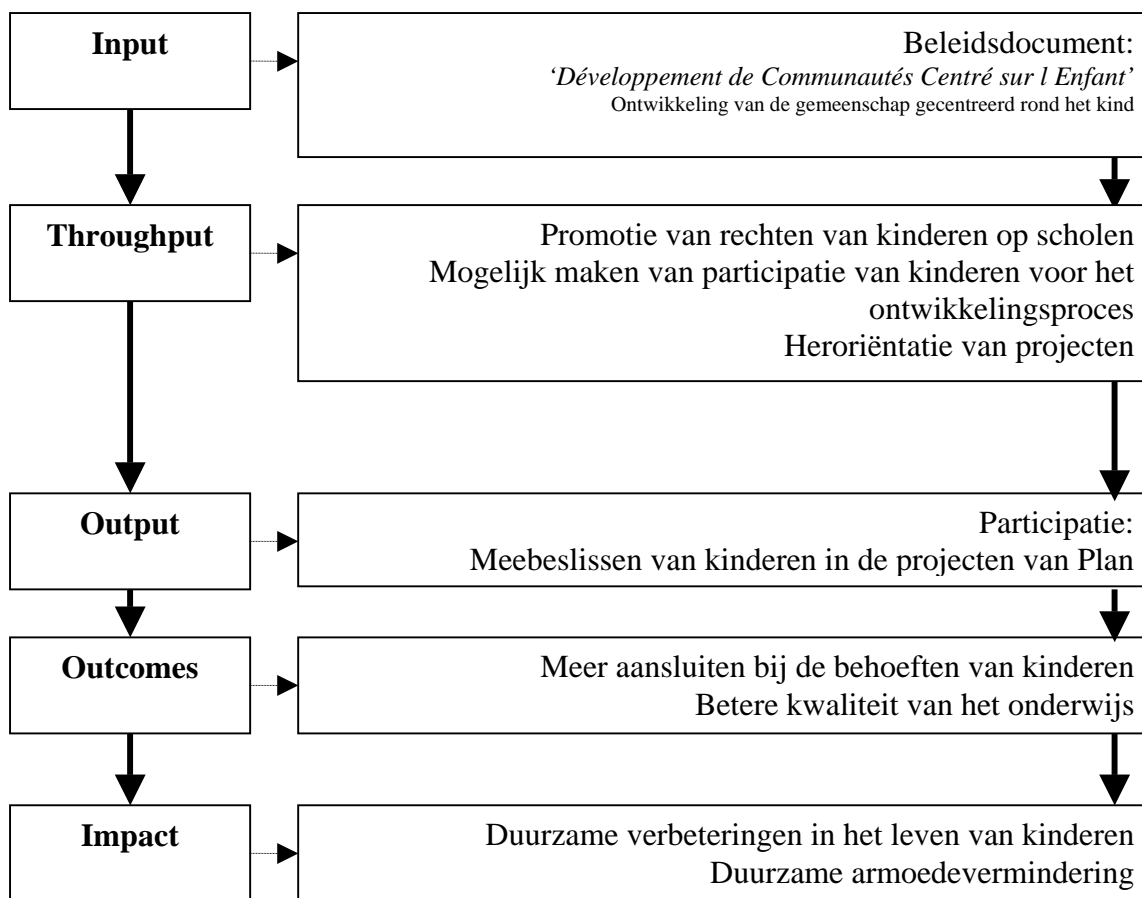 Input
Beleidsdocument:
‘Développement de Communautés Centré sur l Enfant’
Ontwikkeling van de gemeenschap gecentreerd rond het kind
Throughput
Promotie van rechten van kinderen op scholen
Mogelijk maken van participatie van kinderen voor het
ontwikkelingsproces
Heroriëntatie van projecten
Output
Participatie:
Meebeslissen van kinderen in de projecten van Plan
Outcomes
Meer aansluiten bij de behoeften van kinderen
Betere kwaliteit van het onderwijs
Impact
Duurzame verbeteringen in het leven van kinderen
Duurzame armoedevermindering